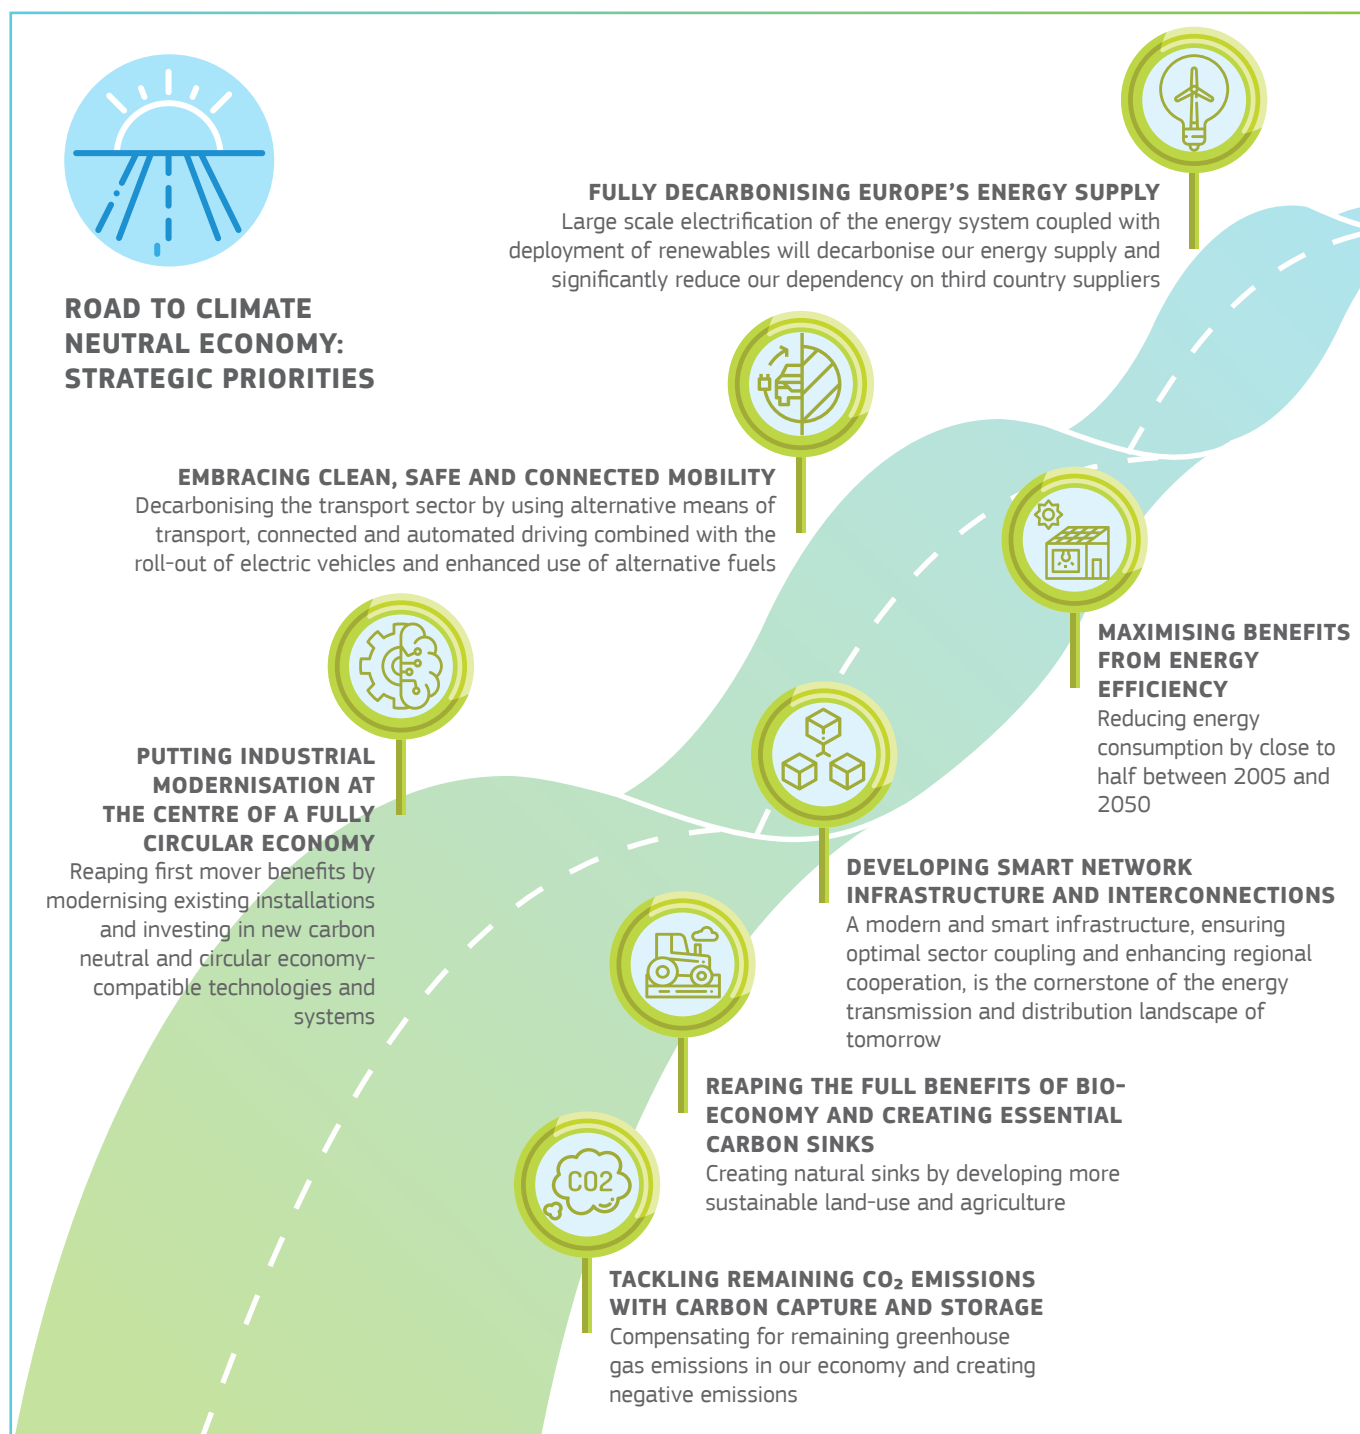 ROAD TO CLIMATE
NEUTRAL ECONOMY:
STRATEGIC PRIORITIES
FULLY DECARBONISING EUROPE’S ENERGY SUPPLY
Large scale electrification of the energy system coupled with
deployment of renewables will decarbonise our energy supply and
significantly reduce our dependency on third country suppliers
EMBRACING CLEAN, SAFE AND CONNECTED MOBILITY
Decarbonising the transport sector by using alternative means of
transport, connected and automated driving combined with the
roll-out of electric vehicles and enhanced use of alternative fuels
MAXIMISING BENEFITS
FROM ENERGY
EFFICIENCY
Reducing energy
consumption by close to
half between 2005 and
2050
PUTTING INDUSTRIAL
MODERNISATION AT
THE CENTRE OF A FULLY
CIRCULAR ECONOMY
Reaping first mover benefits by
modernising existing installations
and investing in new carbon
neutral and circular economy-
compatible technologies and
systems
DEVELOPING SMART NETWORK
INFRASTRUCTURE AND INTERCONNECTIONS
A modern and smart infrastructure, ensuring
optimal sector coupling and enhancing regional
cooperation, is the cornerstone of the energy
transmission and distribution landscape of
tomorrow
REAPING THE FULL BENEFITS OF BIO-
ECONOMY AND CREATING ESSENTIAL
CARBON SINKS
Creating natural sinks by developing more
sustainable land-use and agriculture
CO2
TACKLING REMAINING CO₂ EMISSIONS
WITH CARBON CAPTURE AND STORAGE
Compensating for remaining greenhouse
gas emissions in our economy and creating
negative emissions